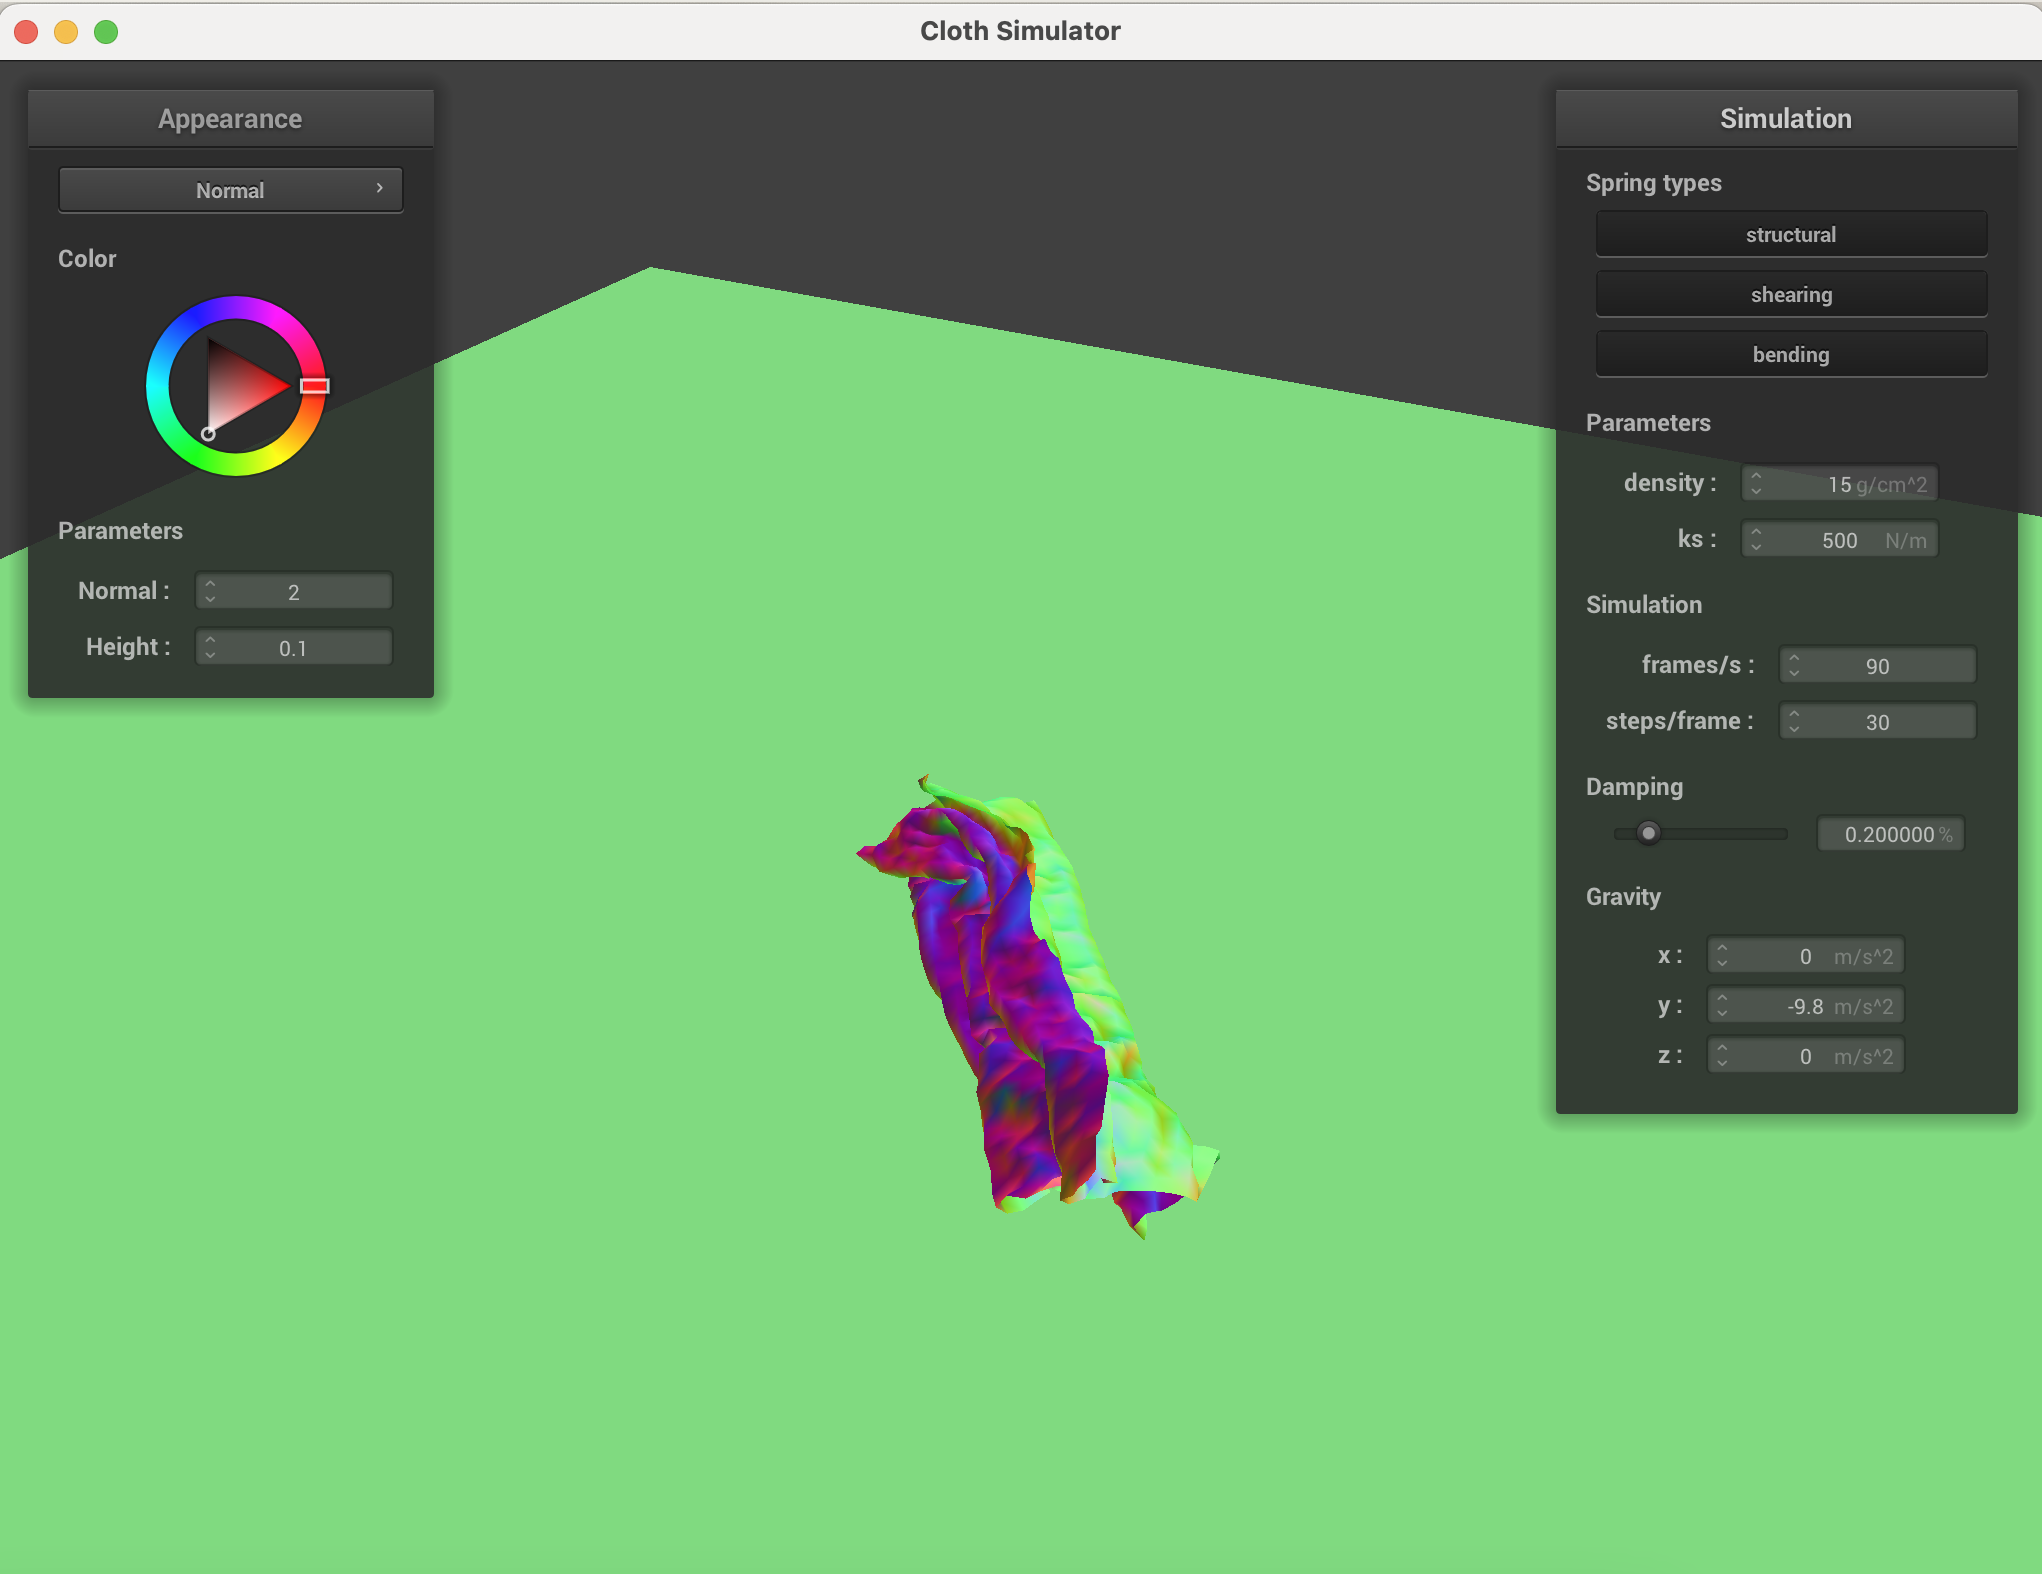 Cloth Simulator
Appearance
Normal
Color
Parameters
Normal : 2
Height : 0.1
Simulation
Spring types
structural
shearing
bending
Parameters
density : 15 g/cm^2
ks : 500 N/m
Simulation
frames/s : 90
steps/frame : 30
Damping
0.200000 %
Gravity
x : 0 m/s^2
y : -9.8 m/s^2
z : 0 m/s^2